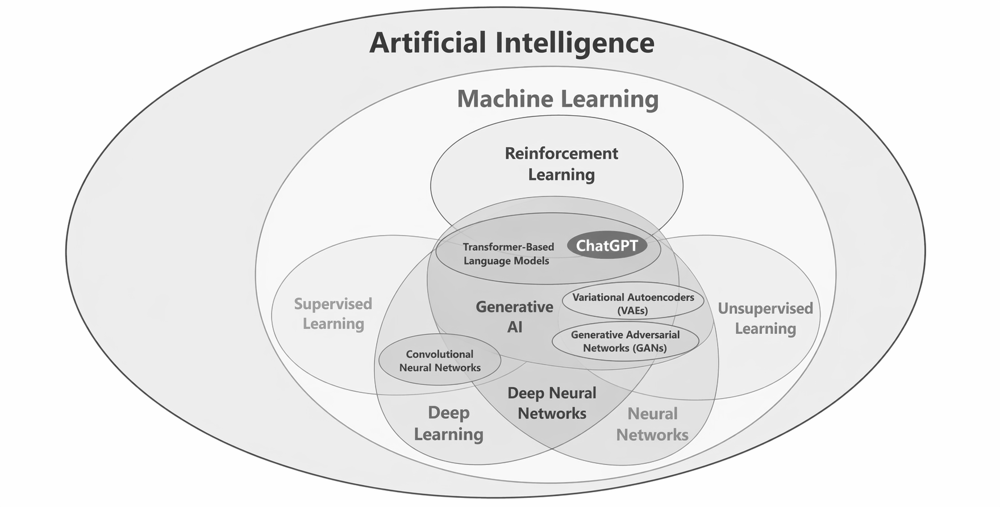 Artificial Intelligence
Machine Learning
Reinforcement
Learning
Transformer-Based
Language Models
ChatGPT
Supervised
Learning
Generative
AI
Variational Autoencoders
(VAEs)
Unsupervised
Learning
Generative Adversarial
Networks (GANs)
Convolutional
Neural Networks
Deep Neural
Networks
Deep
Learning
Neural
Networks